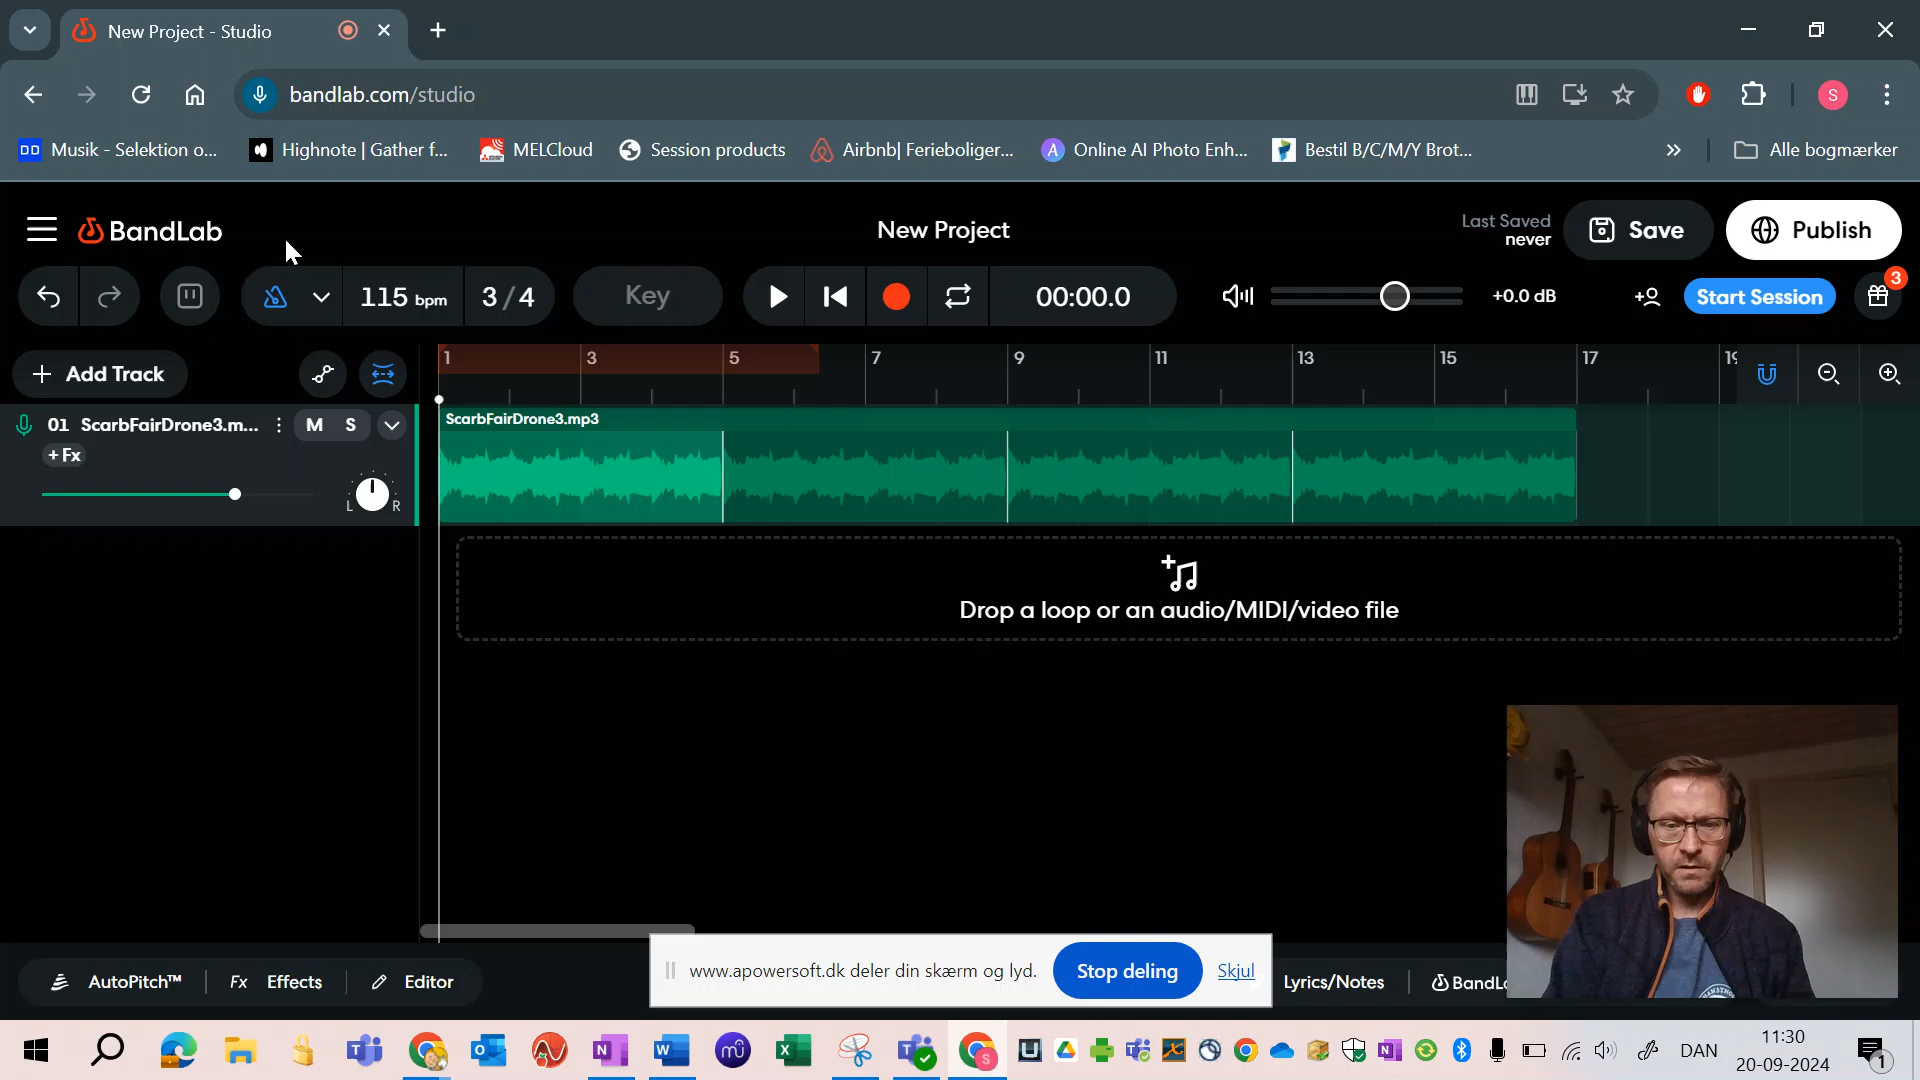 New Project - Studio
bandlab.com/studio
S
DD Musik - Selektion o...
Highnote | Gather f...
MELCloud
Session products
Airbnb| Ferieboliger...
A Online AI Photo Enh...
Bestil B/C/M/Y Brot...
Alle bogmærker
BandLab
New Project
Last Saved
never
Save
Publish
115 bpm
3 / 4
Key
00:00.0
+0.0 dB
Start Session
3
Add Track
1 3 5 7 9 11 13 15 17 19
01 ScarbFairDrone3.m...
M S
+ Fx
L R
ScarbFairDrone3.mp3
Drop a loop or an audio/MIDI/video file
AutoPitch™
Fx Effects
Editor
www.apowersoft.dk deler din skærm og lyd.
Stop deling
Skjul
Lyrics/Notes
BandL
DAN
11:30
20-09-2024
1